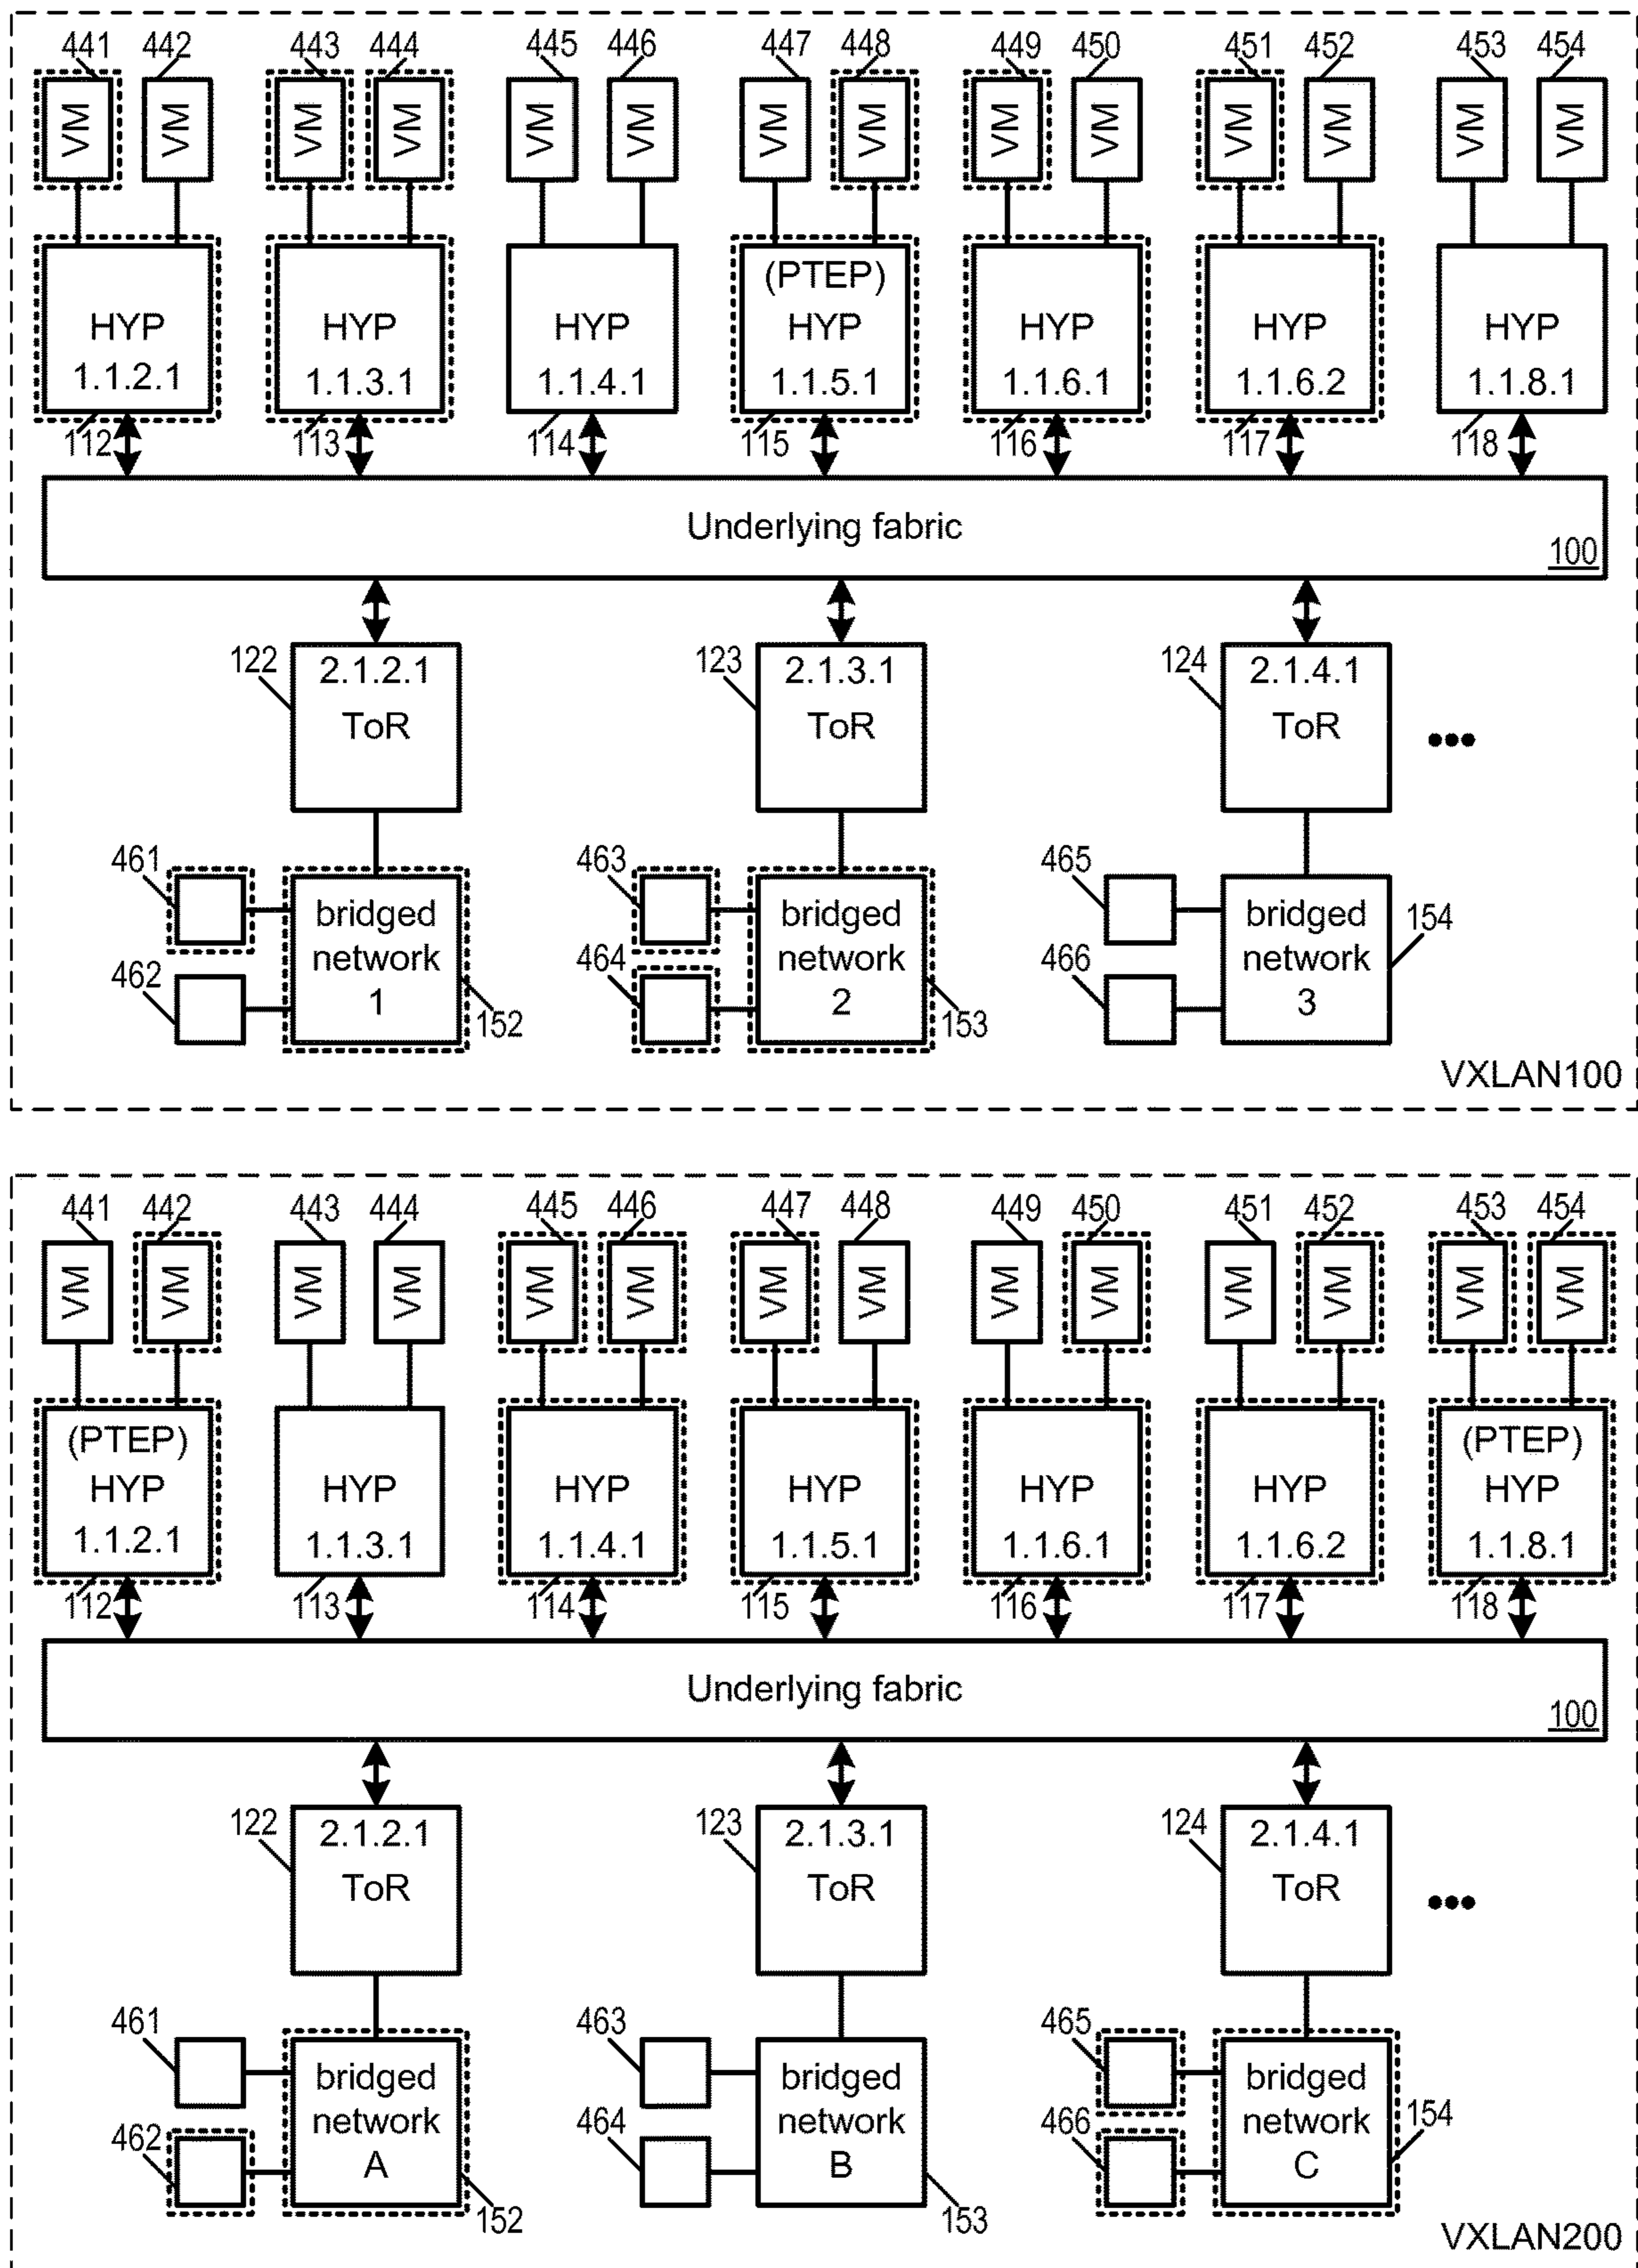 441 442 443 444 445 446 447 448 449 450 451 452 453 454
VM VM VM VM VM VM VM VM VM VM VM VM VM VM
(PTEP)
HYP HYP HYP HYP HYP HYP HYP
1.1.2.1 1.1.3.1 1.1.4.1 1.1.5.1 1.1.6.1 1.1.6.2 1.1.8.1
112 113 114 115 116 117 118
Underlying fabric
100
122 2.1.2.1 123 2.1.3.1 124 2.1.4.1
ToR ToR ToR
•••
461 463 465
bridged bridged bridged
network network network
1 2 3
462 464 466
152 153 154
VXLAN100
441 442 443 444 445 446 447 448 449 450 451 452 453 454
VM VM VM VM VM VM VM VM VM VM VM VM VM VM
(PTEP) (PTEP)
HYP HYP HYP HYP HYP HYP HYP
1.1.2.1 1.1.3.1 1.1.4.1 1.1.5.1 1.1.6.1 1.1.6.2 1.1.8.1
112 113 114 115 116 117 118
Underlying fabric
100
122 2.1.2.1 123 2.1.3.1 124 2.1.4.1
ToR ToR ToR
•••
461 463 465
bridged bridged bridged
network network network
A B C
462 464 466
152 153 154
VXLAN200